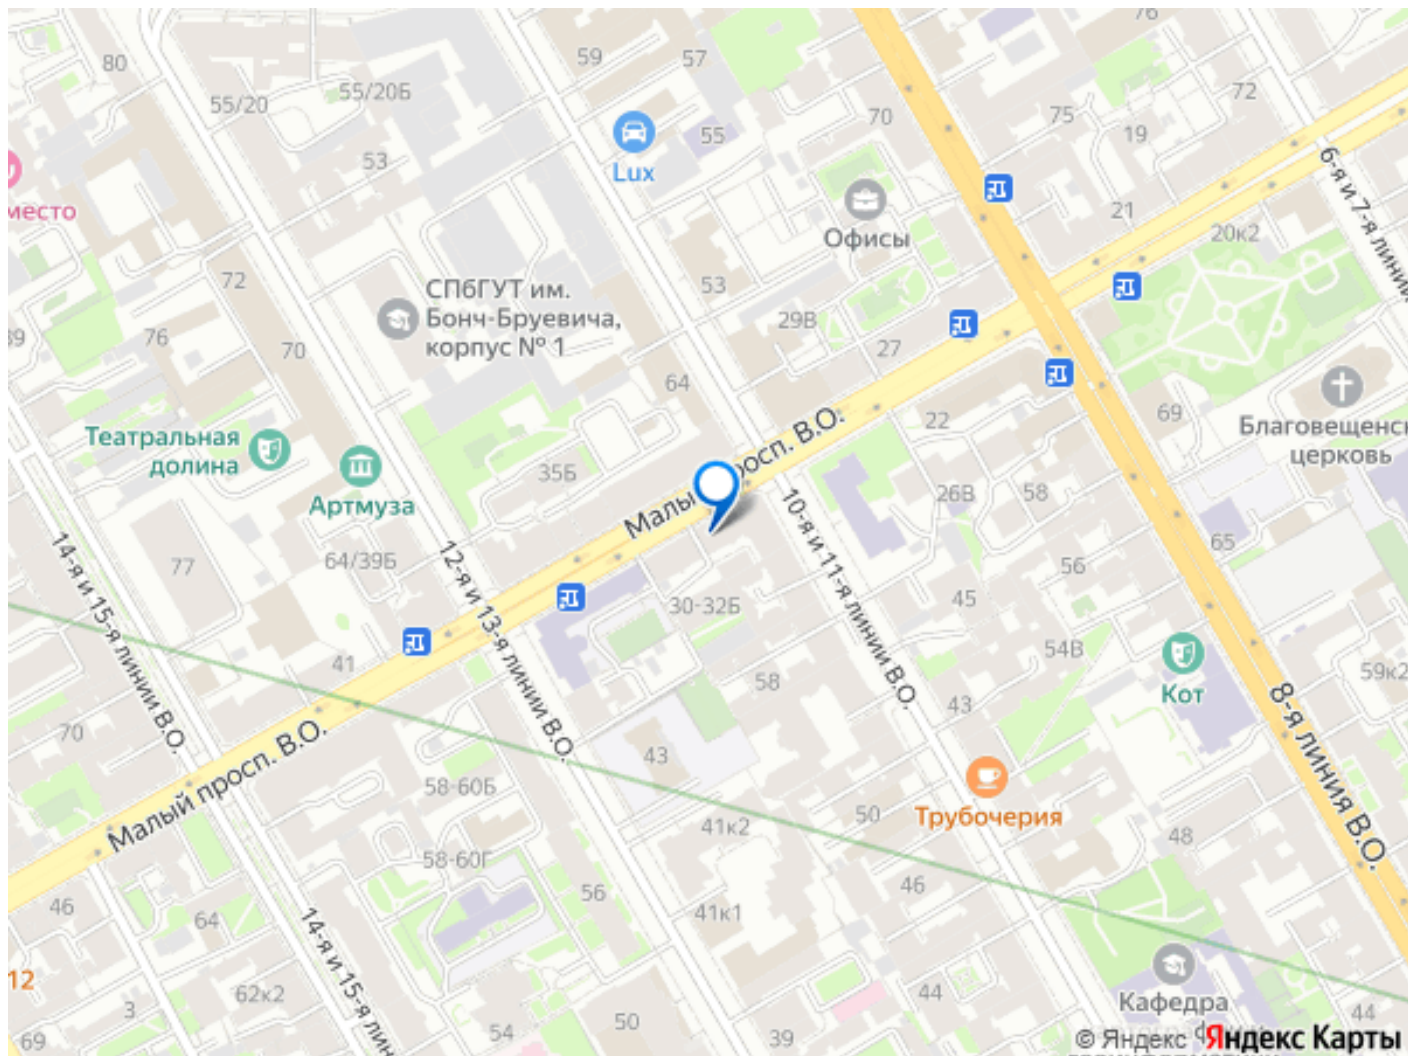 76
80
59
57
55/20
55/20Б
72
70
75
19
53
55
Lux
6-я и 7-я линии
место
Офисы
21
20к2
72
СПбГУТ им.
Бонч-Бруевича,
корпус № 1
53
29В
27
39
76
70
64
69
22
Благовещенск
церковь
Театральная
долина
Артмуза
35Б
Малы
росп. В.О.
26В
58
10-я и 11-я линии В.О.
14-я и 15-я линии В.О.
77
64/39Б
12-я и 13-я линии В.О.
65
56
30-32Б
45
54В
41
58
Кот
59к2
43
8-я линия В.О.
70
Малый просп. В.О.
43
58-60Б
Трубочерия
50
41к2
48
58-60Г
46
56
41к1
46
64
14-я и 15-я лин
12
62к2
3
Кафедра
44
44
69
54
50
39
© Яндекс Яндекс Карты